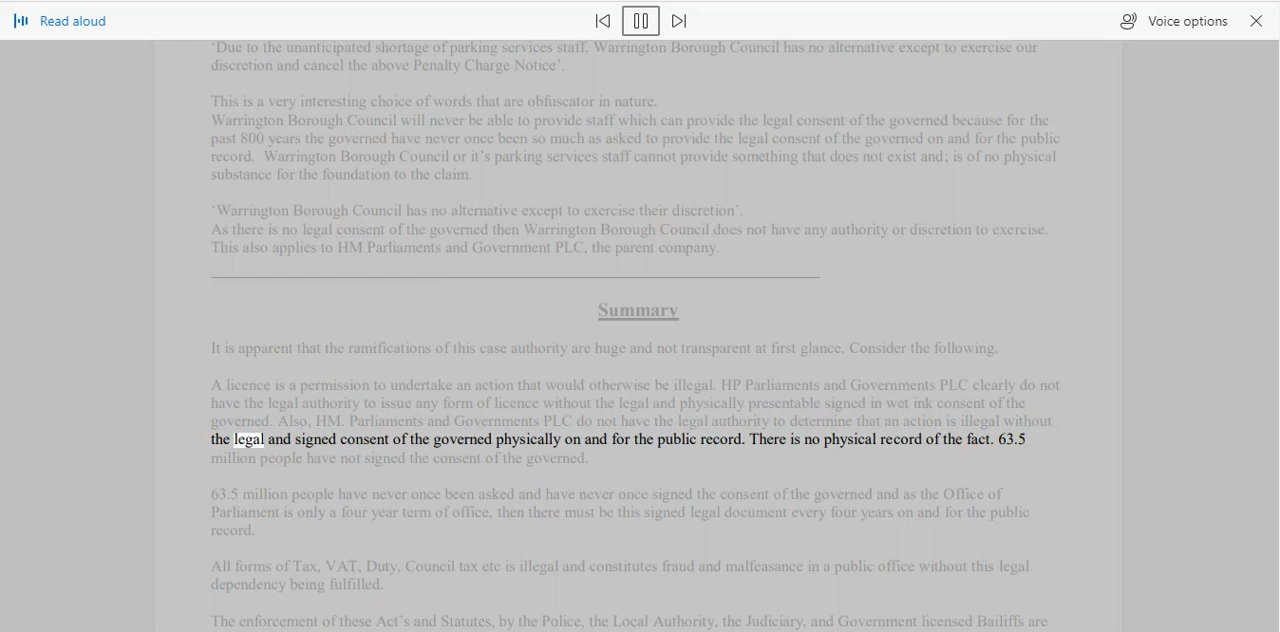 Read aloud
Voice options
'Due to the unanticipated shortage of parking services staff, Warrington Borough Council has no alternative except to exercise our
discretion and cancel the above Penalty Charge Notice'.
This is a very interesting choice of words that are obfuscator in nature.
Warrington Borough Council will never be able to provide staff which can provide the legal consent of the governed because for the
past 800 years the governed have never once been so much as asked to provide the legal consent of the governed on and for the public
record. Warrington Borough Council or it's parking services staff cannot provide something that does not exist and; is of no physical
substance for the foundation to the claim.
'Warrington Borough Council has no alternative except to exercise their discretion'.
As there is no legal consent of the governed then Warrington Borough Council does not have any authority or discretion to exercise.
This also applies to HM Parliaments and Government PLC, the parent company.
Summary
It is apparent that the ramifications of this case authority are huge and not transparent at first glance. Consider the following.
A licence is a permission to undertake an action that would otherwise be illegal. HP Parliaments and Governments PLC clearly do not
have the legal authority to issue any form of licence without the legal and physically presentable signed in wet ink consent of the
governed. Also, HM. Parliaments and Governments PLC do not have the legal authority to determine that an action is illegal without
the legal and signed consent of the governed physically on and for the public record. There is no physical record of the fact. 63.5
million people have not signed the consent of the governed.
63.5 million people have never once been asked and have never once signed the consent of the governed and as the Office of
Parliament is only a four year term of office, then there must be this signed legal document every four years on and for the public
record.
All forms of Tax, VAT, Duty, Council tax etc is illegal and constitutes fraud and malfeasance in a public office without this legal
dependency being fulfilled.
The enforcement of these Act's and Statutes, by the Police, the Local Authority, the Judiciary, and Government licensed Bailiffs are